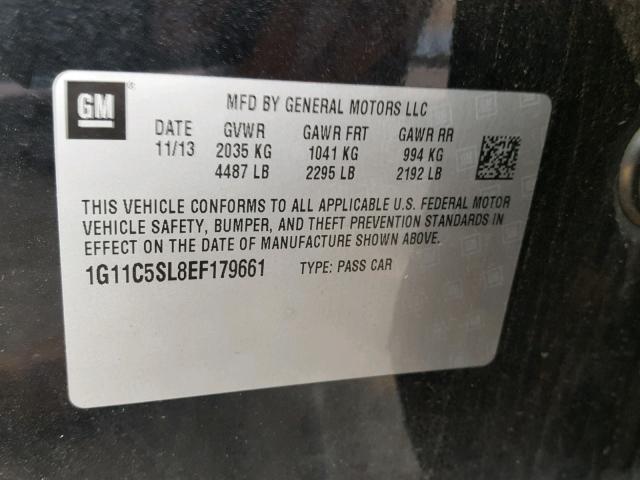 GM ®
MFD BY GENERAL MOTORS LLC
DATE GVWR GAWR FRT GAWR RR
11/13 2035 KG 1041 KG 994 KG
4487 LB 2295 LB 2192 LB
THIS VEHICLE CONFORMS TO ALL APPLICABLE U.S. FEDERAL MOTOR
VEHICLE SAFETY, BUMPER, AND THEFT PREVENTION STANDARDS IN
EFFECT ON THE DATE OF MANUFACTURE SHOWN ABOVE.
1G11C5SL8EF179661 TYPE: PASS CAR